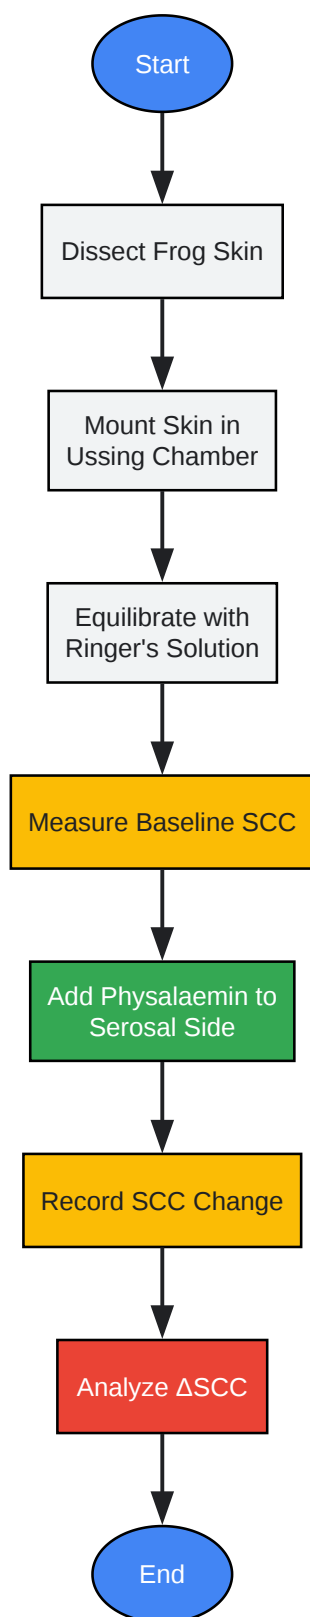 Start
Dissect Frog Skin
Mount Skin in
Ussing Chamber
Equilibrate with
Ringer's Solution
Measure Baseline SCC
Add Physalaemin to
Serosal Side
Record SCC Change
Analyze ΔSCC
End